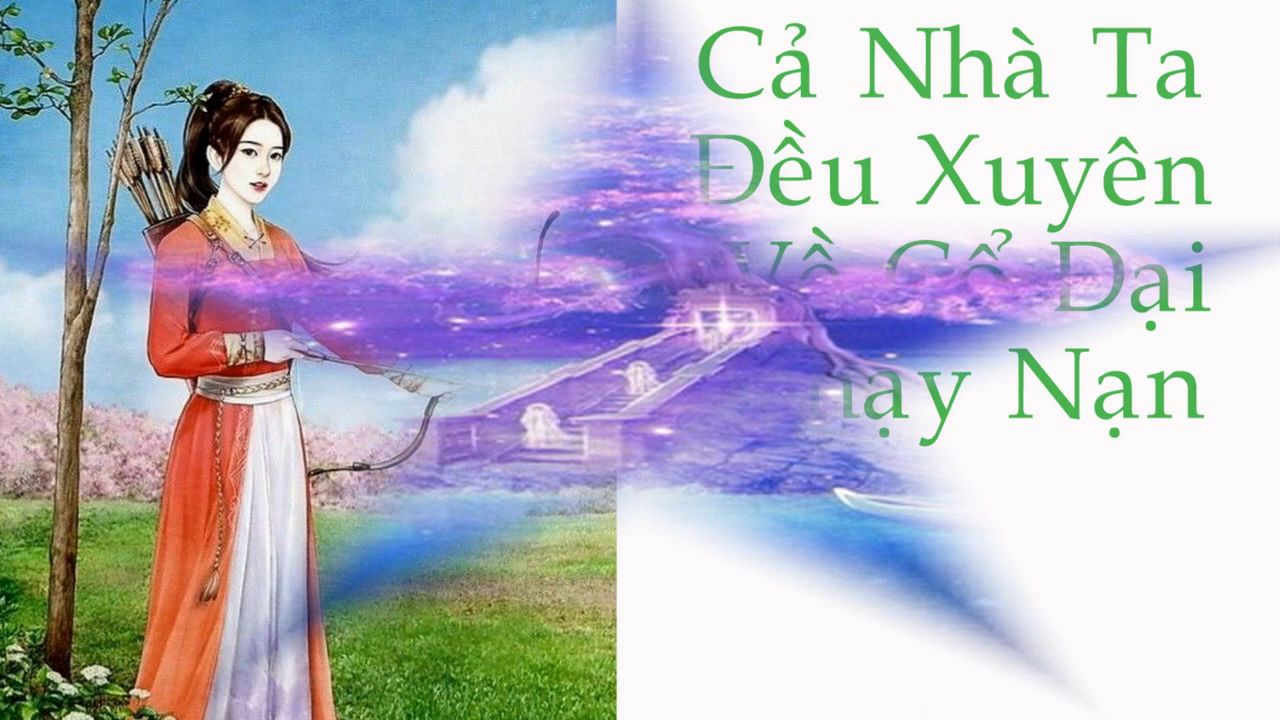 Cả Nhà Ta
Đều Xuyên
Về Cổ Đại
Nạn